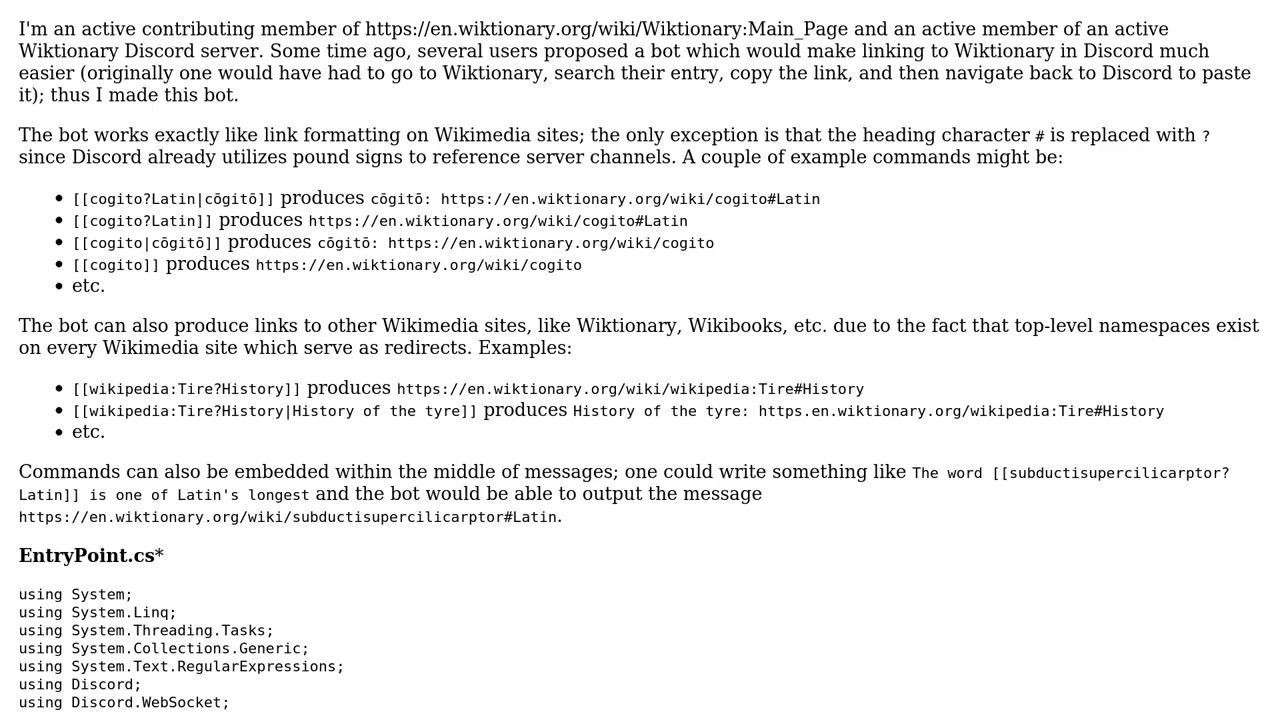 I'm an active contributing member of https://en.wiktionary.org/wiki/Wiktionary:Main_Page and an active member of an active
Wiktionary Discord server. Some time ago, several users proposed a bot which would make linking to Wiktionary in Discord much
easier (originally one would have had to go to Wiktionary, search their entry, copy the link, and then navigate back to Discord to paste
it); thus I made this bot.
The bot works exactly like link formatting on Wikimedia sites; the only exception is that the heading character # is replaced with ?
since Discord already utilizes pound signs to reference server channels. A couple of example commands might be:
• [[cogito?Latin|cōgitō]] produces cōgitō: https://en.wiktionary.org/wiki/cogito#Latin
• [[cogito?Latin]] produces https://en.wiktionary.org/wiki/cogito#Latin
• [[cogito|cōgitō]] produces cōgitō: https://en.wiktionary.org/wiki/cogito
• [[cogito]] produces https://en.wiktionary.org/wiki/cogito
• etc.
The bot can also produce links to other Wikimedia sites, like Wiktionary, Wikibooks, etc. due to the fact that top-level namespaces exist
on every Wikimedia site which serve as redirects. Examples:
• [[wikipedia:Tire?History]] produces https://en.wiktionary.org/wiki/wikipedia:Tire#History
• [[wikipedia:Tire?History|History of the tyre]] produces History of the tyre: https.en.wiktionary.org/wikipedia:Tire#History
• etc.
Commands can also be embedded within the middle of messages; one could write something like The word [[subductisupercilicarptor?
Latin]] is one of Latin's longest and the bot would be able to output the message
https://en.wiktionary.org/wiki/subductisupercilicarptor#Latin.
EntryPoint.cs*
using System;
using System.Linq;
using System.Threading.Tasks;
using System.Collections.Generic;
using System.Text.RegularExpressions;
using Discord;
using Discord.WebSocket;